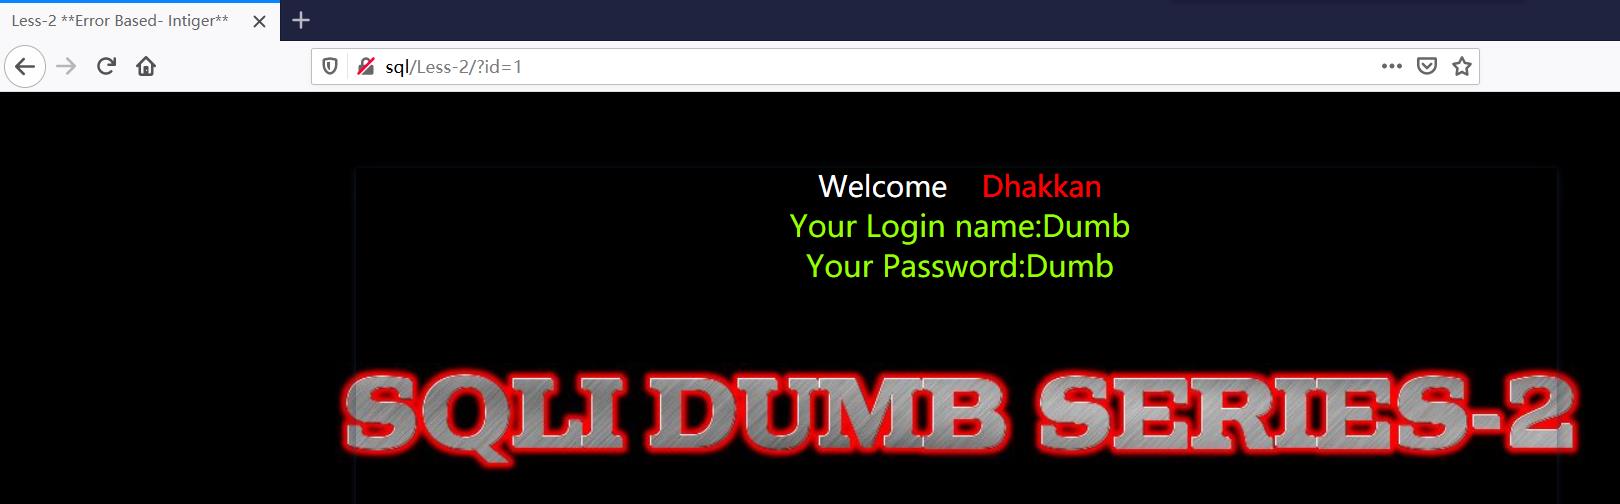 Less-2 **Error Based- Intiger**
sql/Less-2/?id=1
Welcome Dhakkan
Your Login name:Dumb
Your Password:Dumb
SQLI DUMB SERIES-2